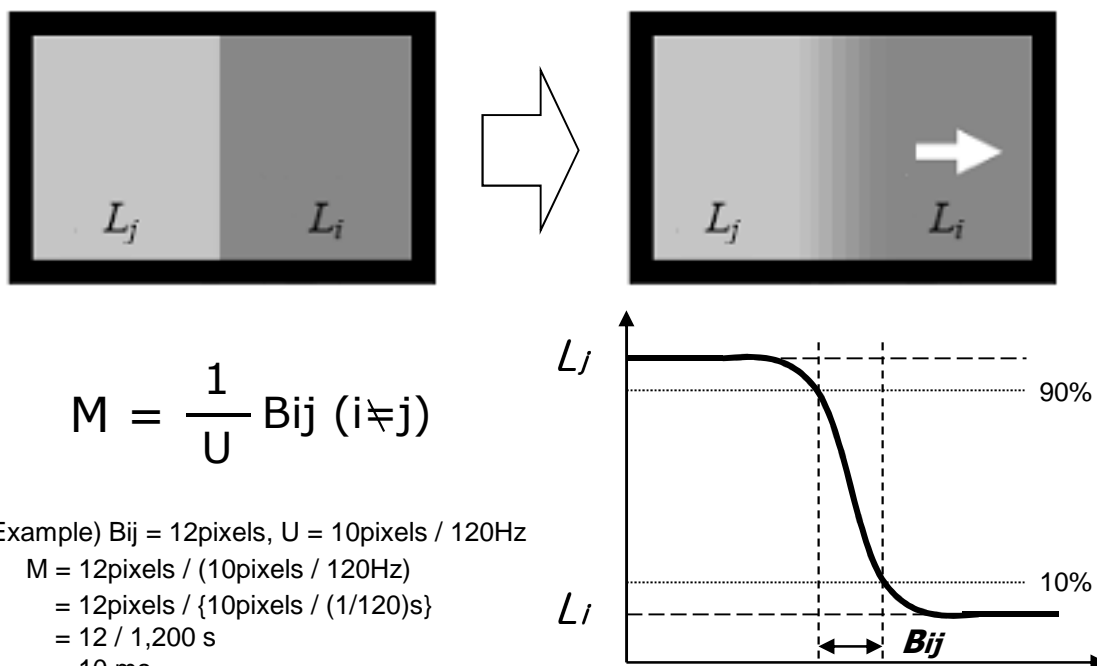 Lj Li
Lj Li
M = 1/U Bij (i≒j)
Example) Bij = 12pixels, U = 10pixels / 120Hz
M = 12pixels / (10pixels / 120Hz)
= 12pixels / {10pixels / (1/120)s}
= 12 / 1,200 s
Lj
90%
10%
Li
Bij